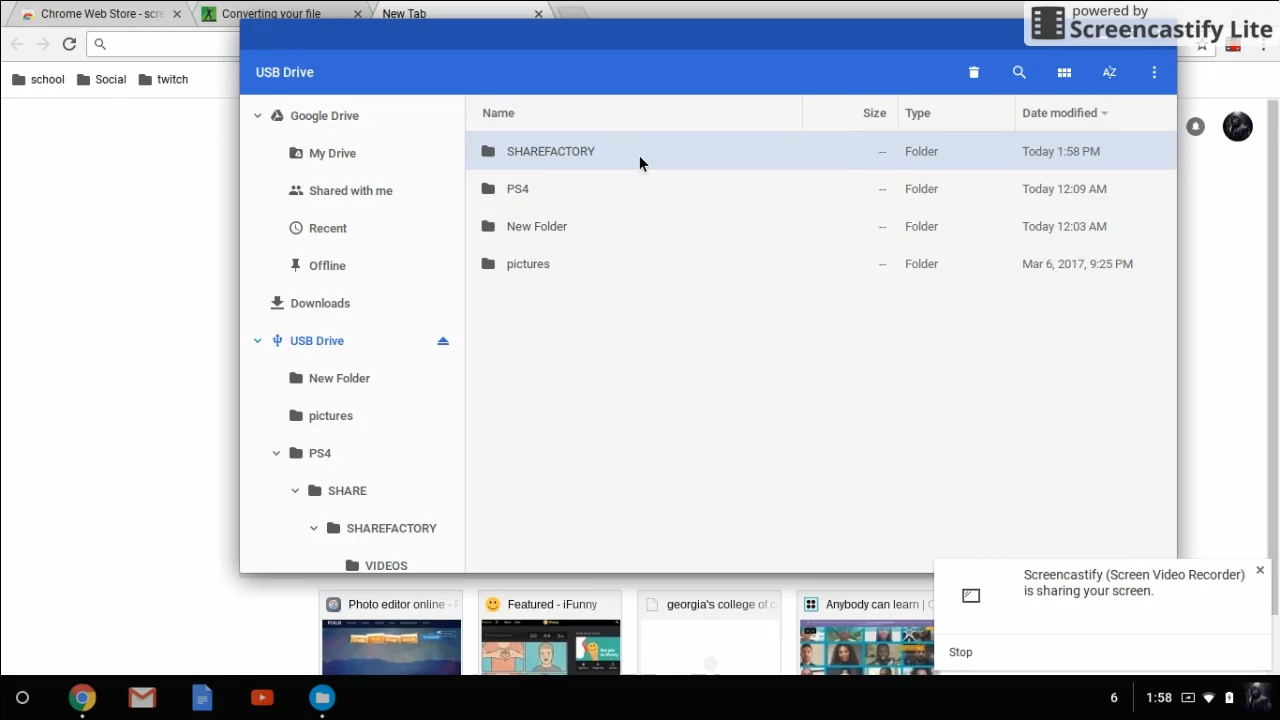 Chrome Web Store - scre
Converting your file
New Tab
powered by
Screencastify Lite
school
Social
twitch
USB Drive
AZ
Name
Size
Type
Date modified
Google Drive
My Drive
Shared with me
Recent
Offline
Downloads
USB Drive
New Folder
pictures
PS4
SHARE
SHAREFACTORY
VIDEOS
SHAREFACTORY -- Folder Today 1:58 PM
PS4 -- Folder Today 12:09 AM
New Folder -- Folder Today 12:03 AM
pictures -- Folder Mar 6, 2017, 9:25 PM
Screencastify (Screen Video Recorder)
is sharing your screen.
Stop
Photo editor online - P
Featured - iFunny
georgia's college of c
Anybody can learn | C
6
1:58